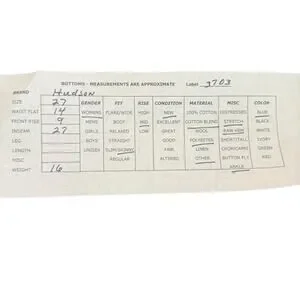 BOTTOMS - MEASUREMENTS ARE APPROXIMATE Label 3703
BRAND Hudson
SIZE 27 GENDER FIT RISE CONDITION MATERIAL MISC COLOR
WAIST FLAT 14 WOMENS FLARE/WIDE HIGH NEW 100% COTTON DISTRESSED BLUE
FRONT RISE 9 MENS BOOT MID EXCELLENT COTTON BLEND STRETCH BLACK
INSEAM 27 GIRLS RELAXED LOW GREAT WOOL RAW HEM WHITE
LEG BOYS STRAIGHT GOOD POLYESTER SHORT/TALL IVORY
LENGTH UNISEX SLIM/SKINNY FAIR LINEN GREEN
MISC REGULAR ALTERED OTHER BUTTON FLY RED
WEIGHT 16 ANKLE